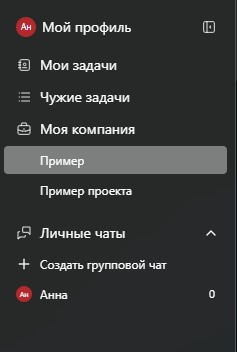 Ан Мой профиль
Мои задачи
Чужие задачи
Моя компания
Пример
Пример проекта
Личные чаты
Создать групповой чат
Ан Анна 0